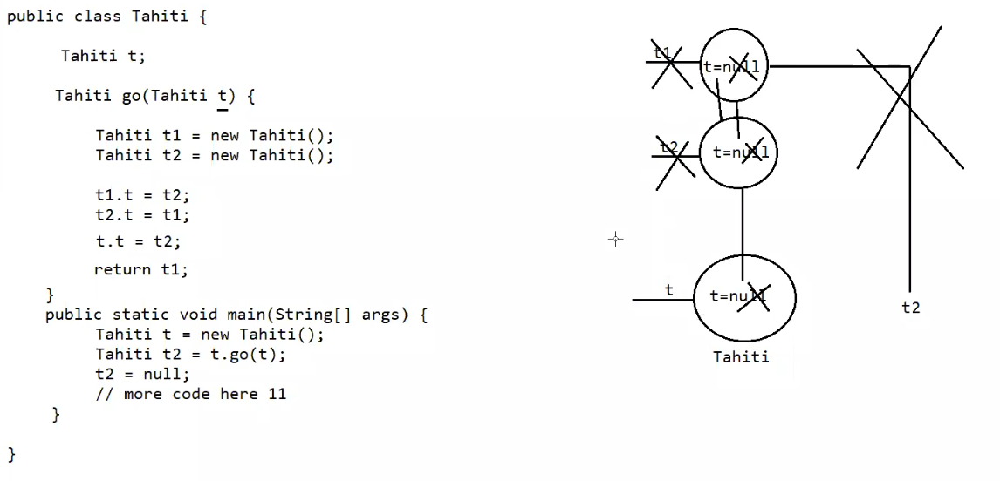 public class Tahiti {
Tahiti t;
Tahiti go(Tahiti t) {
Tahiti t1 = new Tahiti();
Tahiti t2 = new Tahiti();
t1.t = t2;
t2.t = t1;
t.t = t2;
return t1;
}
public static void main(String[] args) {
Tahiti t = new Tahiti();
Tahiti t2 = t.go(t);
t2 = null;
// more code here 11
}
}
t1
t=null
t2
t=null
t
t=null
Tahiti
t2